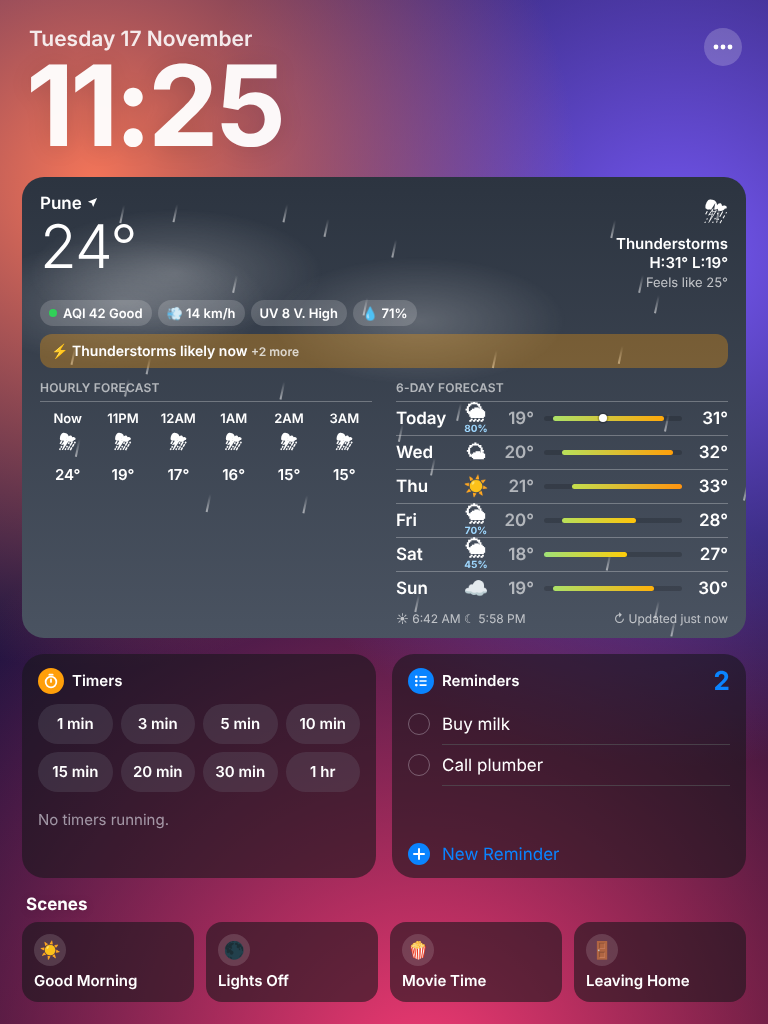 Tuesday 17 November
11:25
Pune
24°
Thunderstorms
H:31° L:19°
Feels like 25°
AQI 42 Good
14 km/h
UV 8 V. High
71%
Thunderstorms likely now +2 more
HOURLY FORECAST
Now 11PM 12AM 1AM 2AM 3AM
24° 19° 17° 16° 15° 15°
6-DAY FORECAST
Today 80% 19° 31°
Wed 20° 32°
Thu 21° 33°
Fri 70% 20° 28°
Sat 45% 18° 27°
Sun 19° 30°
6:42 AM 5:58 PM
Updated just now
Timers
1 min 3 min 5 min 10 min
15 min 20 min 30 min 1 hr
No timers running.
Reminders 2
Buy milk
Call plumber
New Reminder
Scenes
Good Morning
Lights Off
Movie Time
Leaving Home